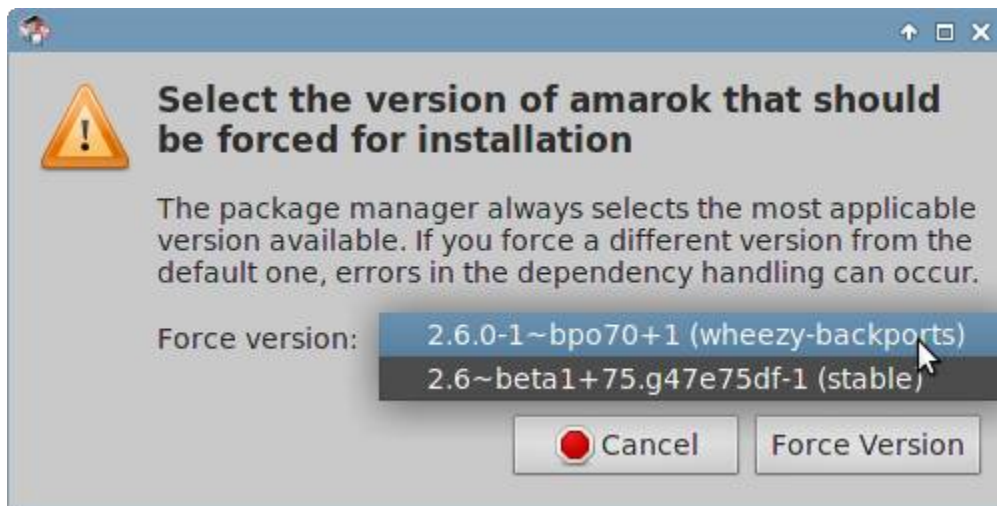 Select the version of amarok that should
be forced for installation
The package manager always selects the most applicable
version available. If you force a different version from the
default one, errors in the dependency handling can occur.
Force version:
2.6.0-1~bpo70+1 (wheezy-backports)
2.6~beta1+75.g47e75df-1 (stable)
Cancel
Force Version